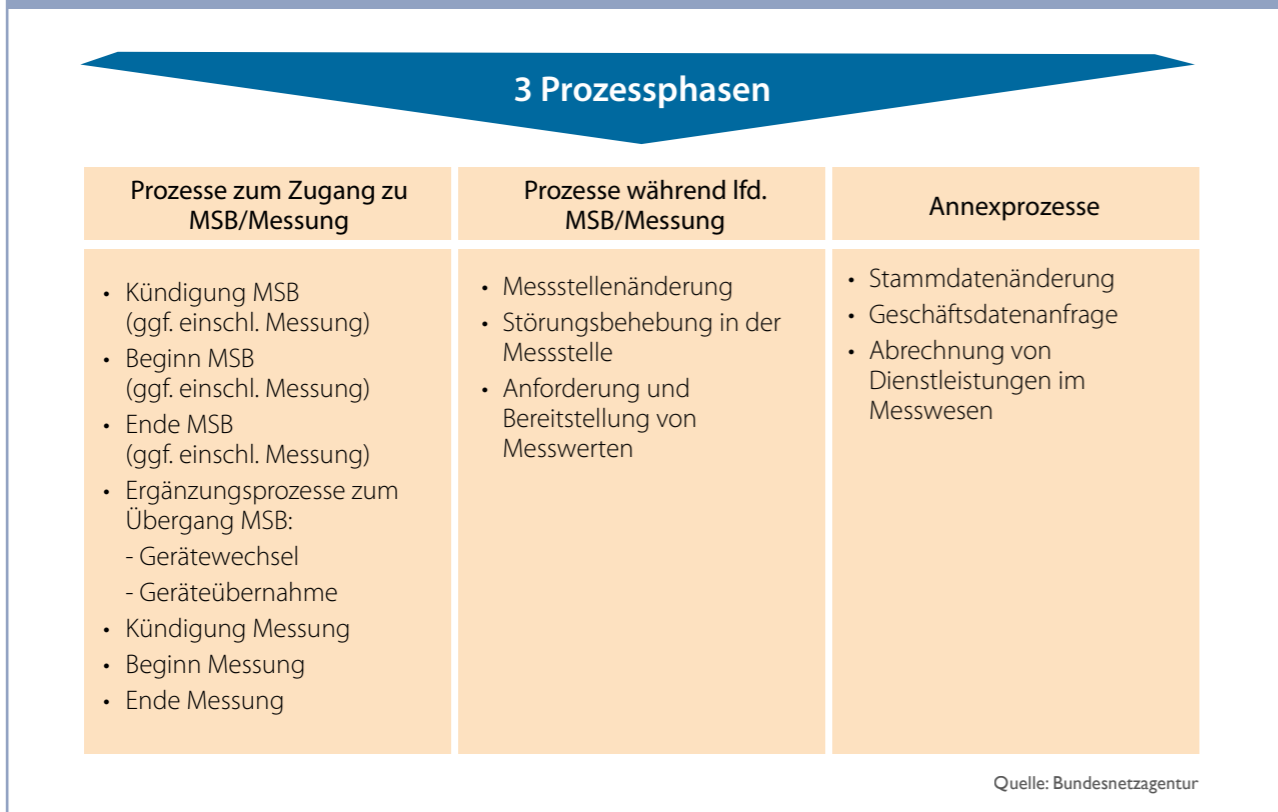 3 Prozessphasen
Prozesse zum Zugang zu
MSB/Messung
• Kündigung MSB
(ggf. einschl. Messung)
• Beginn MSB
(ggf. einschl. Messung)
• Ende MSB
(ggf. einschl. Messung)
• Ergänzungsprozesse zum
Übergang MSB:
- Gerätewechsel
- Geräteübernahme
• Kündigung Messung
• Beginn Messung
• Ende Messung
Prozesse während lfd.
MSB/Messung
• Messstellenänderung
• Störungsbehebung in der
Messstelle
• Anforderung und
Bereitstellung von
Messwerten
Annexprozesse
• Stammdatenänderung
• Geschäftsdatenanfrage
• Abrechnung von
Dienstleistungen im
Messwesen
Quelle: Bundesnetzagentur